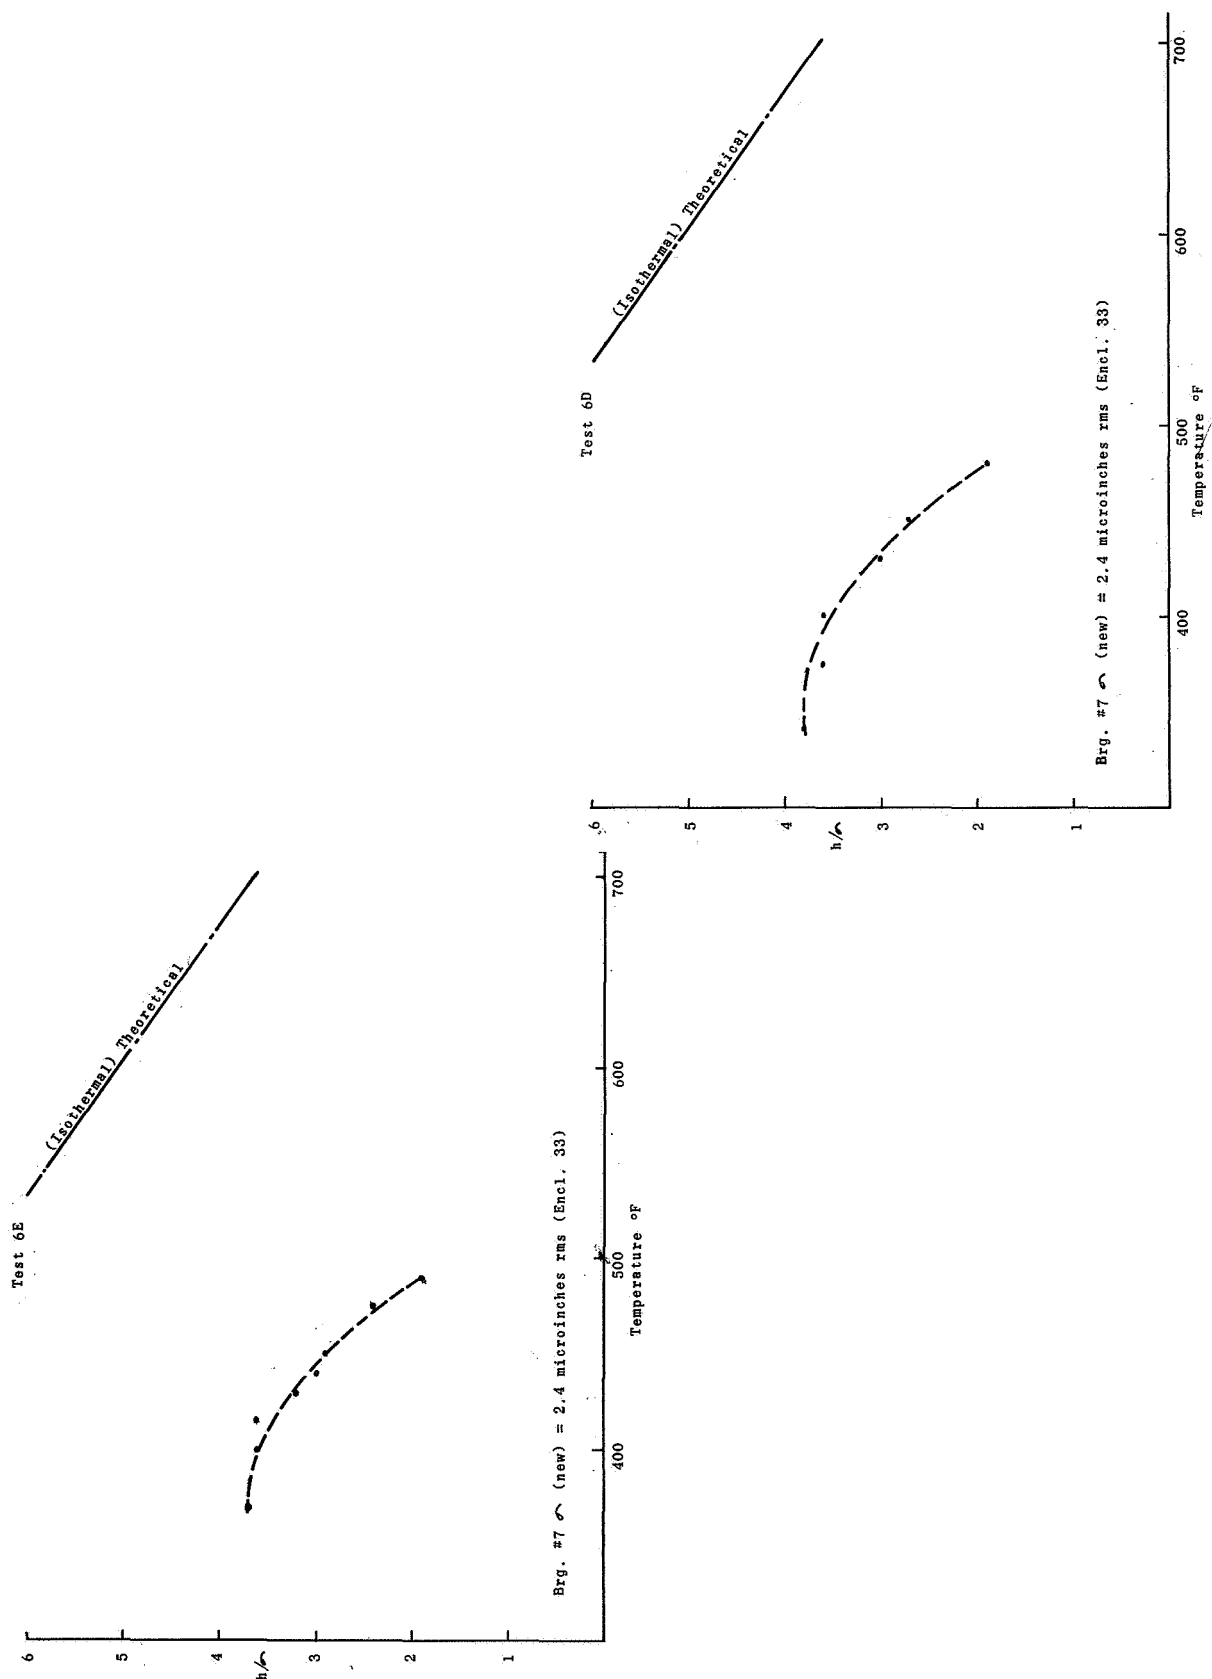 Test 6E
(Isothermal) Theoretical
6
5
4
h/σ
3
2
1
Brg. #7 σ (new) = 2.4 microinches rms (Encl. 33)
400
500
600
700
Temperature °F
Test 6D
(Isothermal) Theoretical
6
5
4
h/σ
3
2
1
Brg. #7 σ (new) = 2.4 microinches rms (Encl. 33)
400
500
600
700
Temperature °F